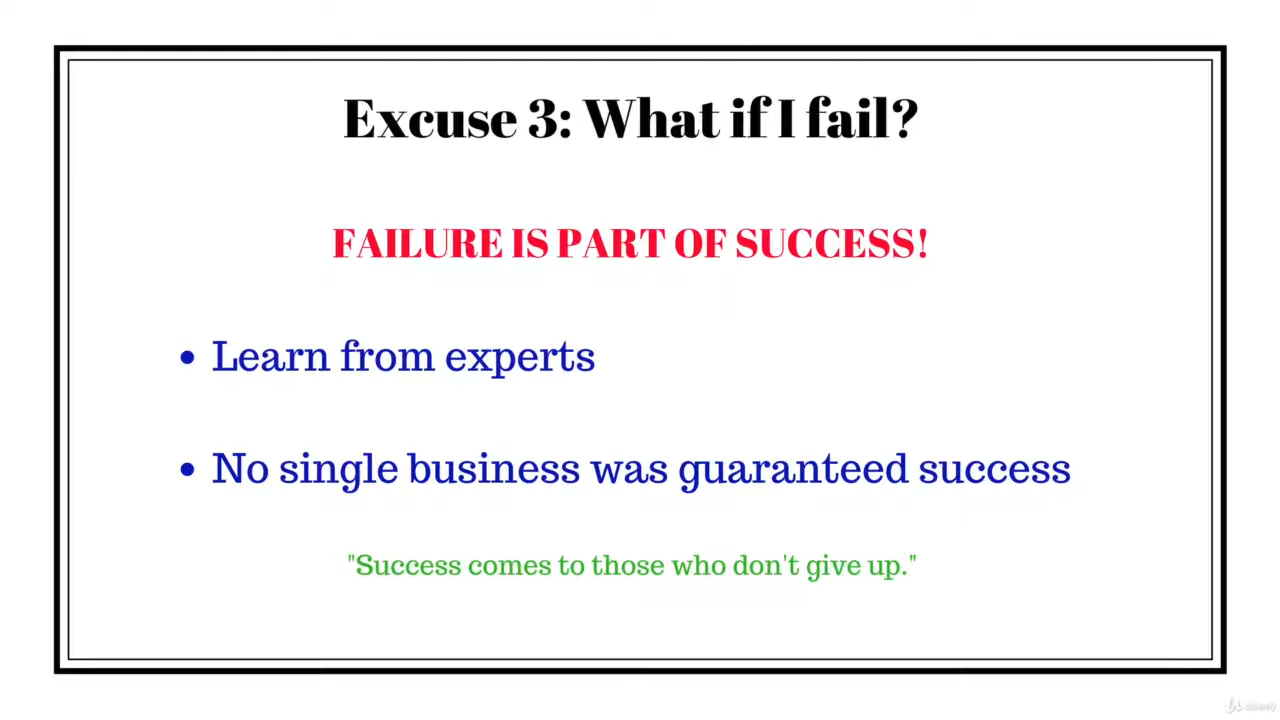 Excuse 3: What if I fail?
FAILURE IS PART OF SUCCESS!
• Learn from experts
• No single business was guaranteed success
"Success comes to those who don't give up."